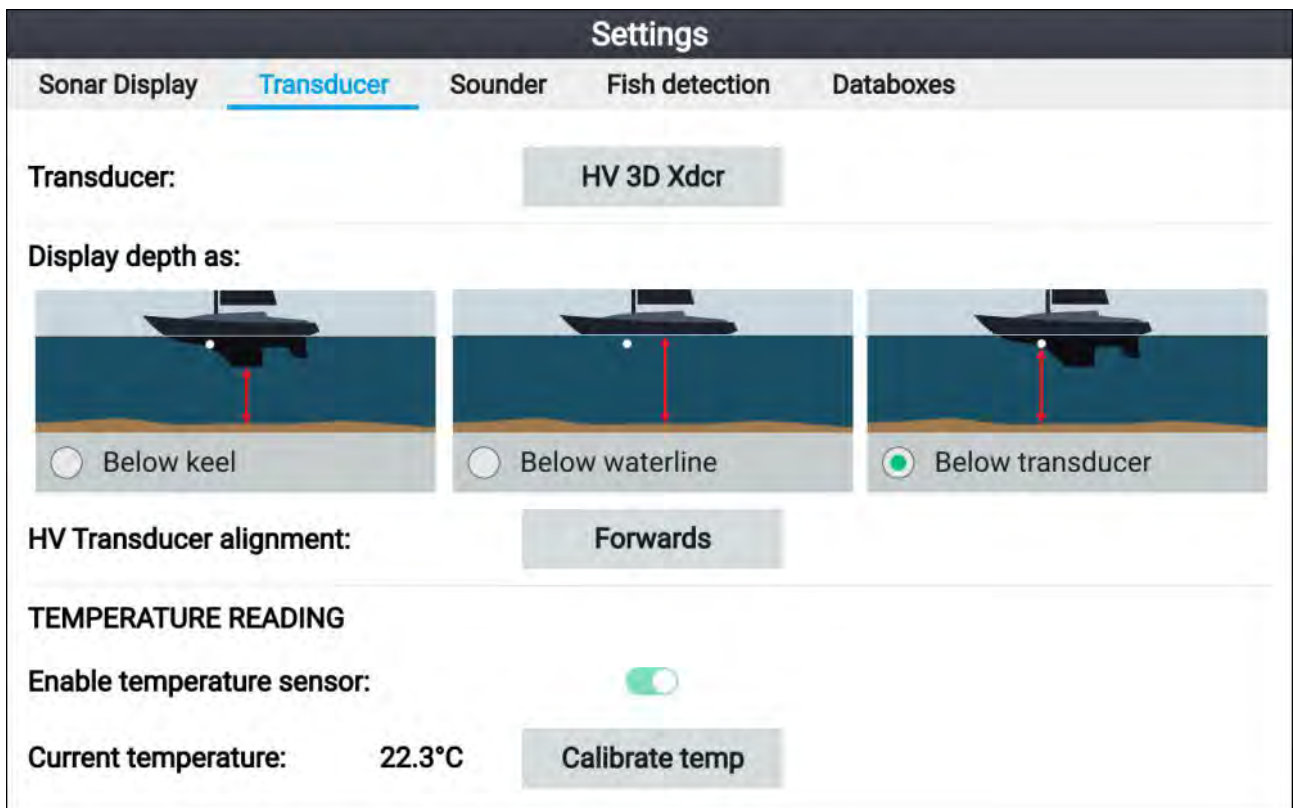 Settings
Sonar Display Transducer Sounder Fish detection Databoxes
Transducer: HV 3D Xdcr
Display depth as:
Below keel Below waterline Below transducer
HV Transducer alignment: Forwards
TEMPERATURE READING
Enable temperature sensor:
Current temperature: 22.3°C Calibrate temp